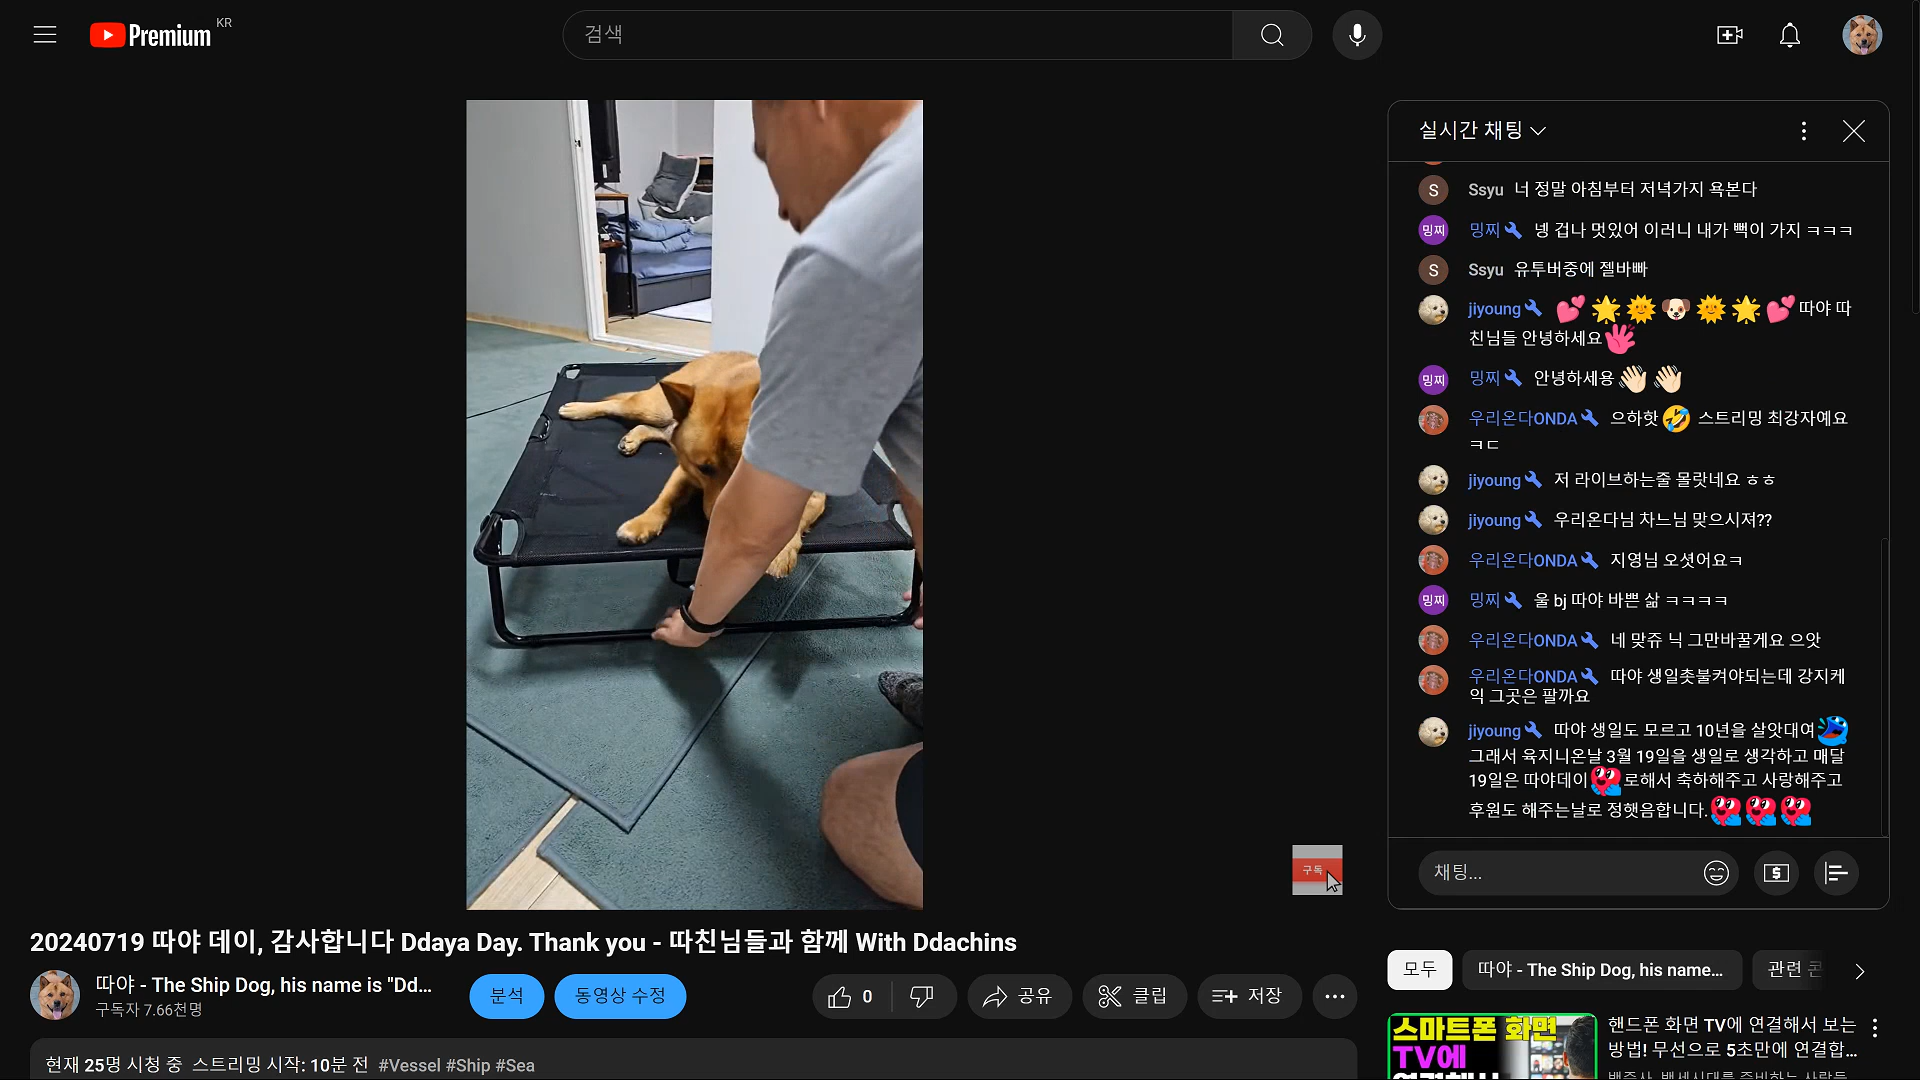 Premium KR
검색
실시간 채팅
Ssyu 너 정말 아침부터 저녁가지 욕본다
밍찌 밍찌 넹 겁나 멋있어 이러니 내가 뻑이 가지 ㅋㅋㅋ
Ssyu 유투버중에 젤바빠
jiyoung 따야 따
친님들 안녕하세요
밍찌 밍찌 안녕하세용
우리온다ONDA 으하핫 스트리밍 최강자예요
ㅋㄷ
jiyoung 저 라이브하는줄 몰랏네요 ㅎㅎ
jiyoung 우리온다님 차느님 맞으시져??
우리온다ONDA 지영님 오셧어요ㅋ
밍찌 밍찌 울 bj 따야 바쁜 삶 ㅋㅋㅋㅋ
우리온다ONDA 네 맞쥬 닉 그만바꿀게요 으앗
우리온다ONDA 따야 생일촛불켜야되는데 강지케
익 그곳은 팔까요
jiyoung 따야 생일도 모르고 10년을 살앗대여
그래서 육지니온날 3월 19일을 생일로 생각하고 매달
19일은 따야데이 로해서 축하해주고 사랑해주고
후원도 해주는날로 정햇음합니다.
채팅...
구독
20240719 따야 데이, 감사합니다 Ddaya Day. Thank you - 따친님들과 함께 With Ddachins
따야 - The Ship Dog, his name is "Dd...
구독자 7.66천명
분석
동영상 수정
0
공유
클립
저장
현재 25명 시청 중 스트리밍 시작: 10분 전 #Vessel #Ship #Sea
모두
따야 - The Ship Dog, his name...
관련
스마트폰 화면
TV에
핸드폰 화면 TV에 연결해서 보는
방법! 무선으로 5초만에 연결합...